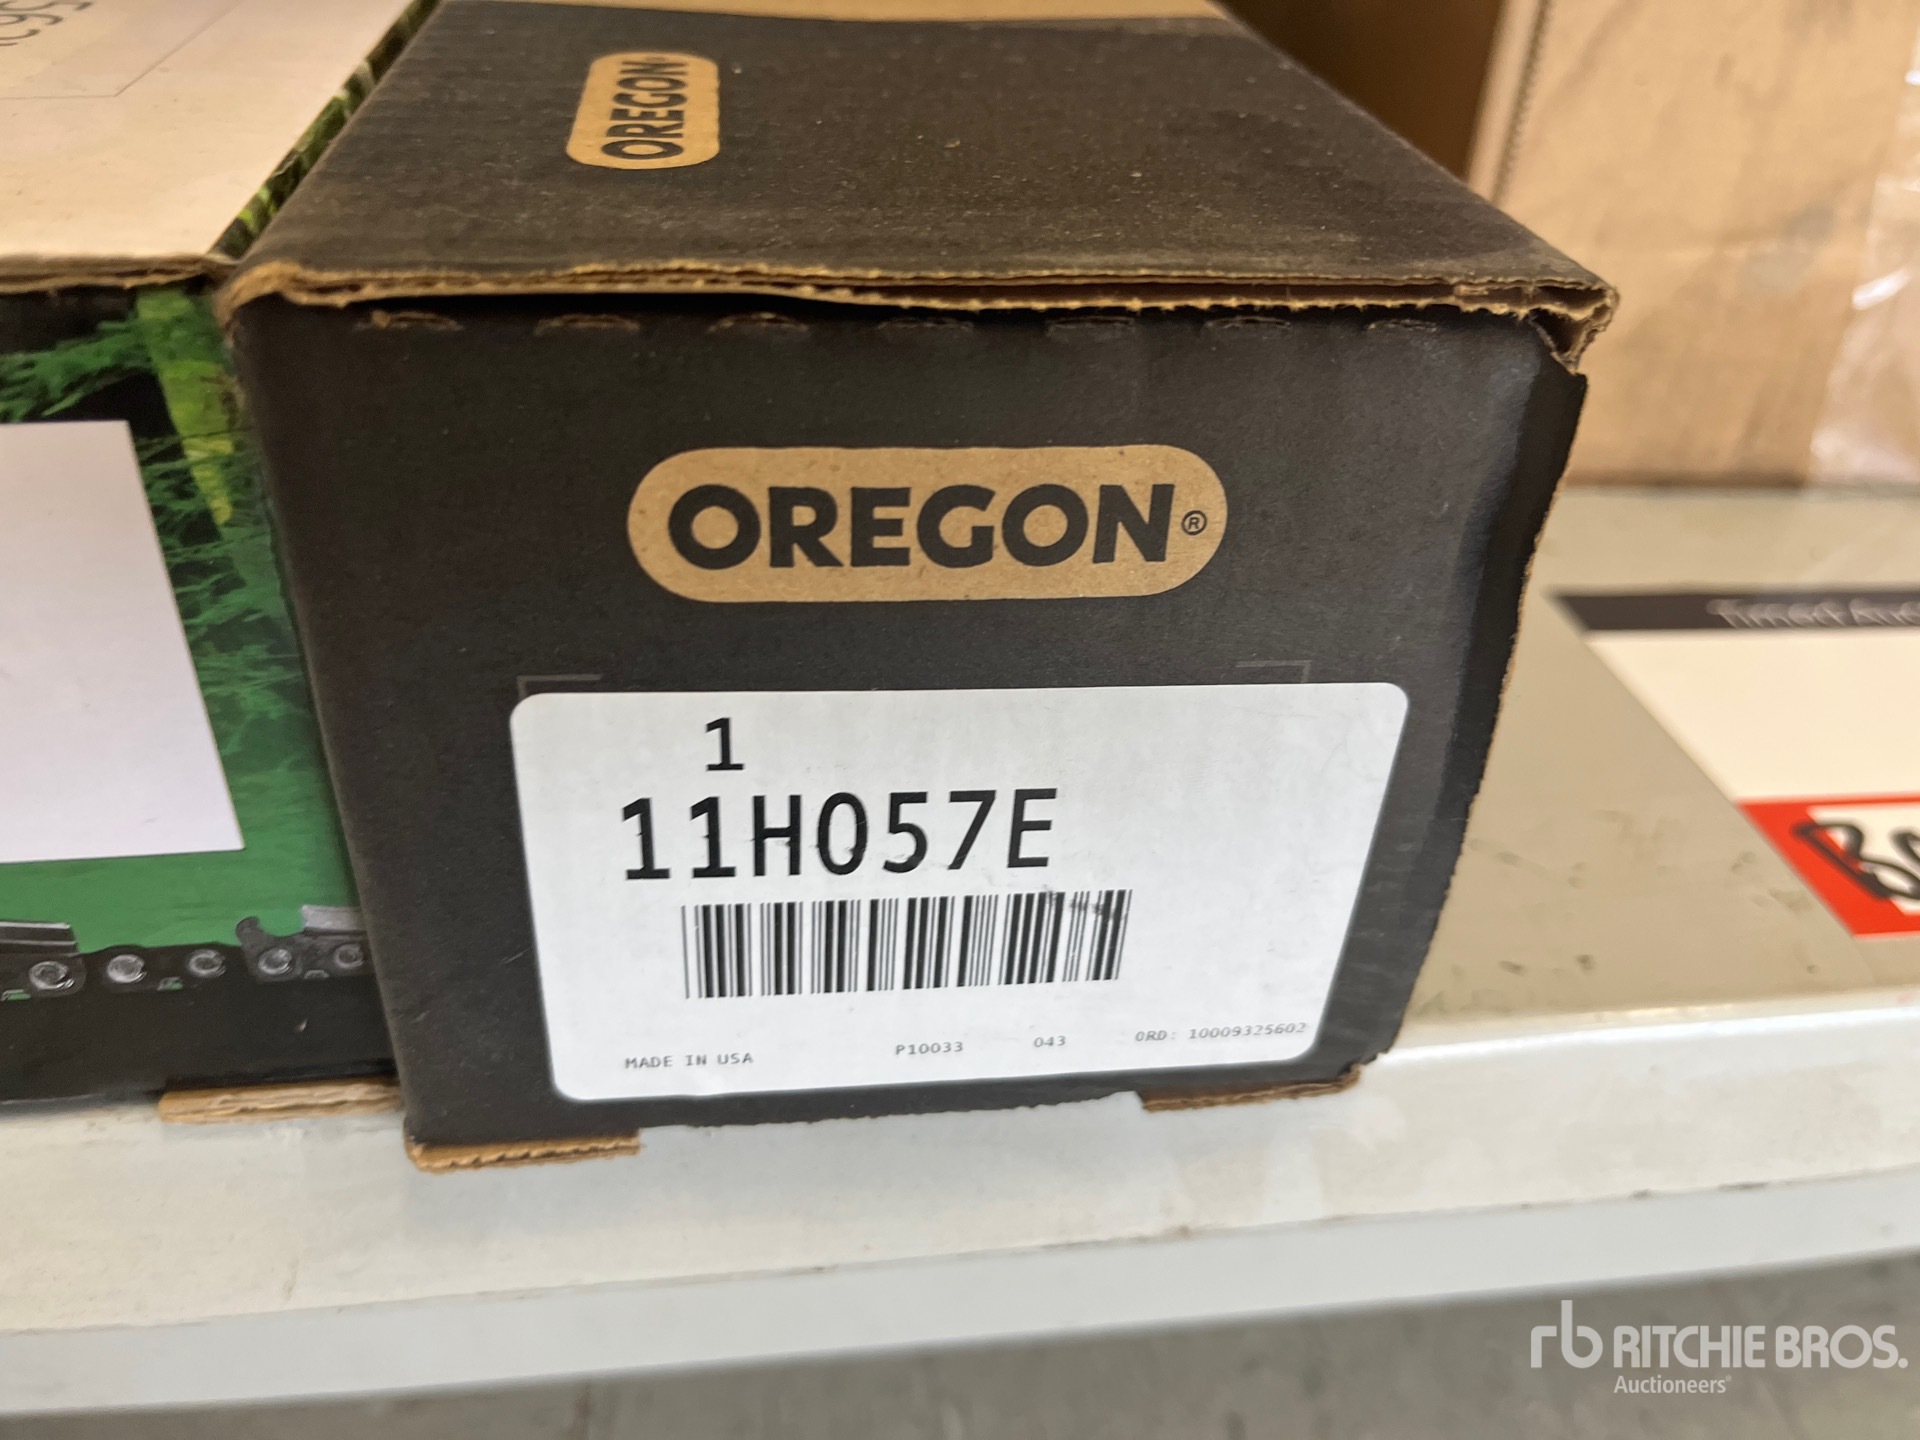 OREGON
OREGON®
1
11H057E
MADE IN USA P10033 043 ORD: 10009325602
rb RITCHIE BROS.
Auctioneers